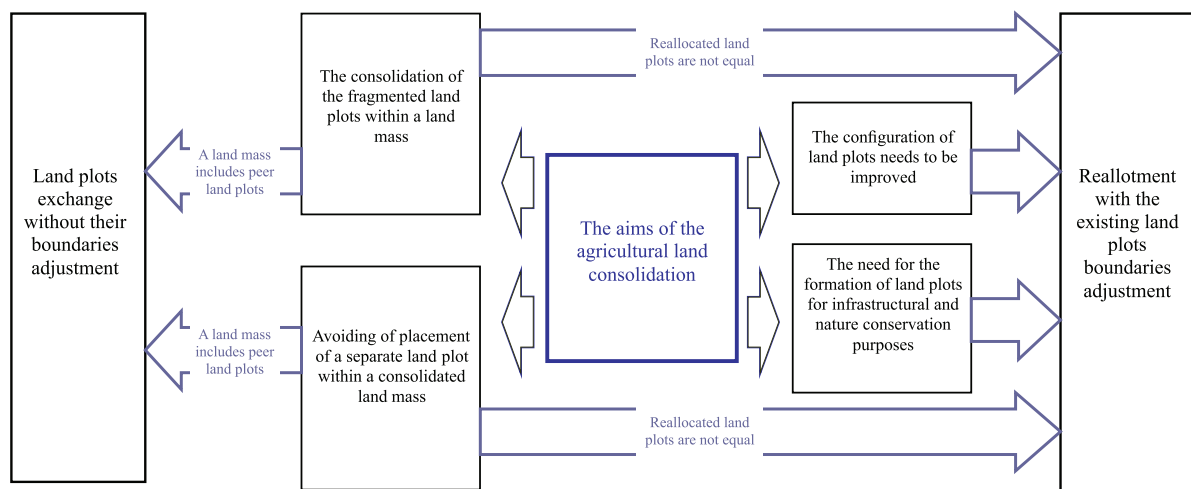 Land plots
exchange
without their
boundaries
adjustment
The consolidation of
the fragmented land
plots within a land
mass
A land mass
includes peer
land plots
Reallocated land
plots are not equal
The aims of the
agricultural land
consolidation
The configuration of
land plots needs to be
improved
The need for the
formation of land plots
for infrastructural and
nature conservation
purposes
Avoiding of placement
of a separate land plot
within a consolidated
land mass
A land mass
includes peer
land plots
Reallocated land
plots are not equal
Reallotment
with the
existing land
plots
boundaries
adjustment